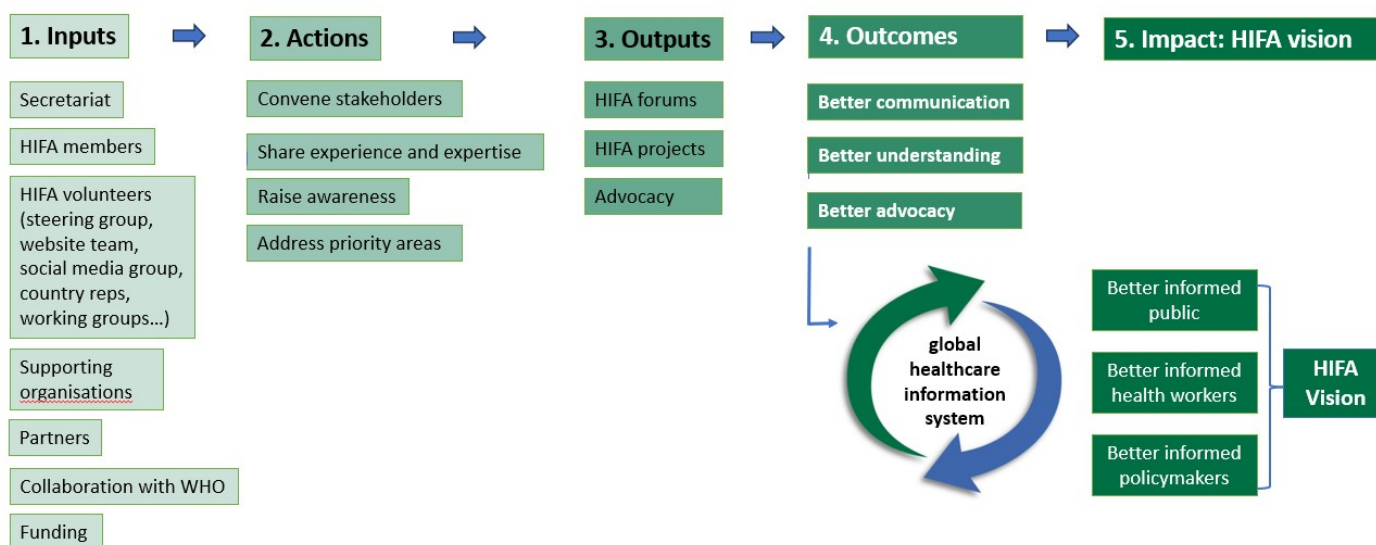 1. Inputs
2. Actions
3. Outputs
4. Outcomes
5. Impact: HIFA vision
Secretariat
HIFA members
HIFA volunteers
(steering group,
website team,
social media group,
country reps,
working groups...)
Supporting
organisations
Partners
Collaboration with WHO
Funding
Convene stakeholders
Share experience and expertise
Raise awareness
Address priority areas
HIFA forums
HIFA projects
Advocacy
Better communication
Better understanding
Better advocacy
global
healthcare
information
system
Better informed
public
Better informed
health workers
Better informed
policymakers
HIFA
Vision